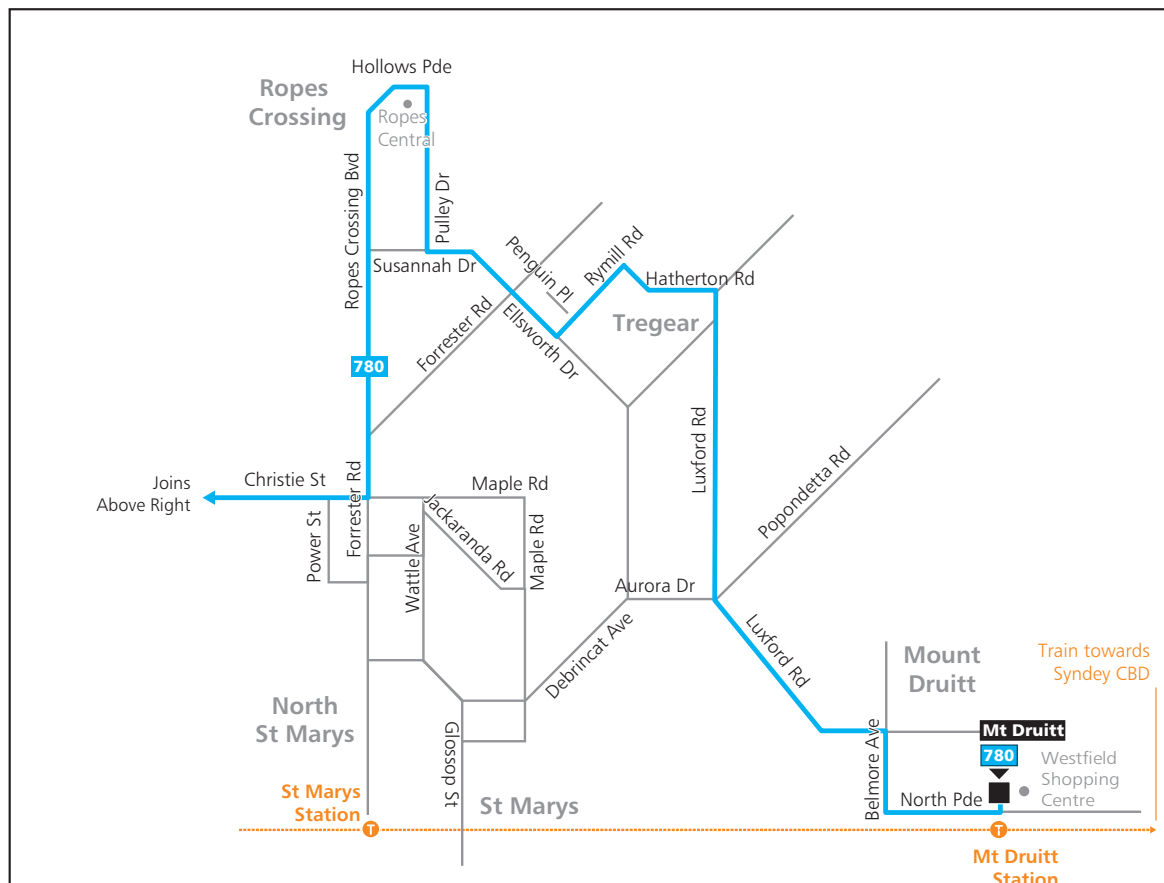 Hollows Pde
Ropes
Crossing
Ropes
Central
Ropes Crossing Bvd
Pulley Dr
Susannah Dr
Penguin Pl
Rymill Rd
Hatherton Rd
Forrester Rd
Ellsworth Dr
Tregear
780
Luxford Rd
Popondetta Rd
Joins
Above Right
Christie St
Forrester Rd
Maple Rd
Power St
Wattle Ave
Jackaranda Rd
Maple Rd
Aurora Dr
Debrincat Ave
Luxford Rd
Mount
Druitt
Train towards
Syndey CBD
North
St Marys
Glossop St
Belmore Ave
Mt Druitt
780
Westfield
Shopping
Centre
North Pde
St Marys
Station
St Marys
T
T
Mt Druitt
Station